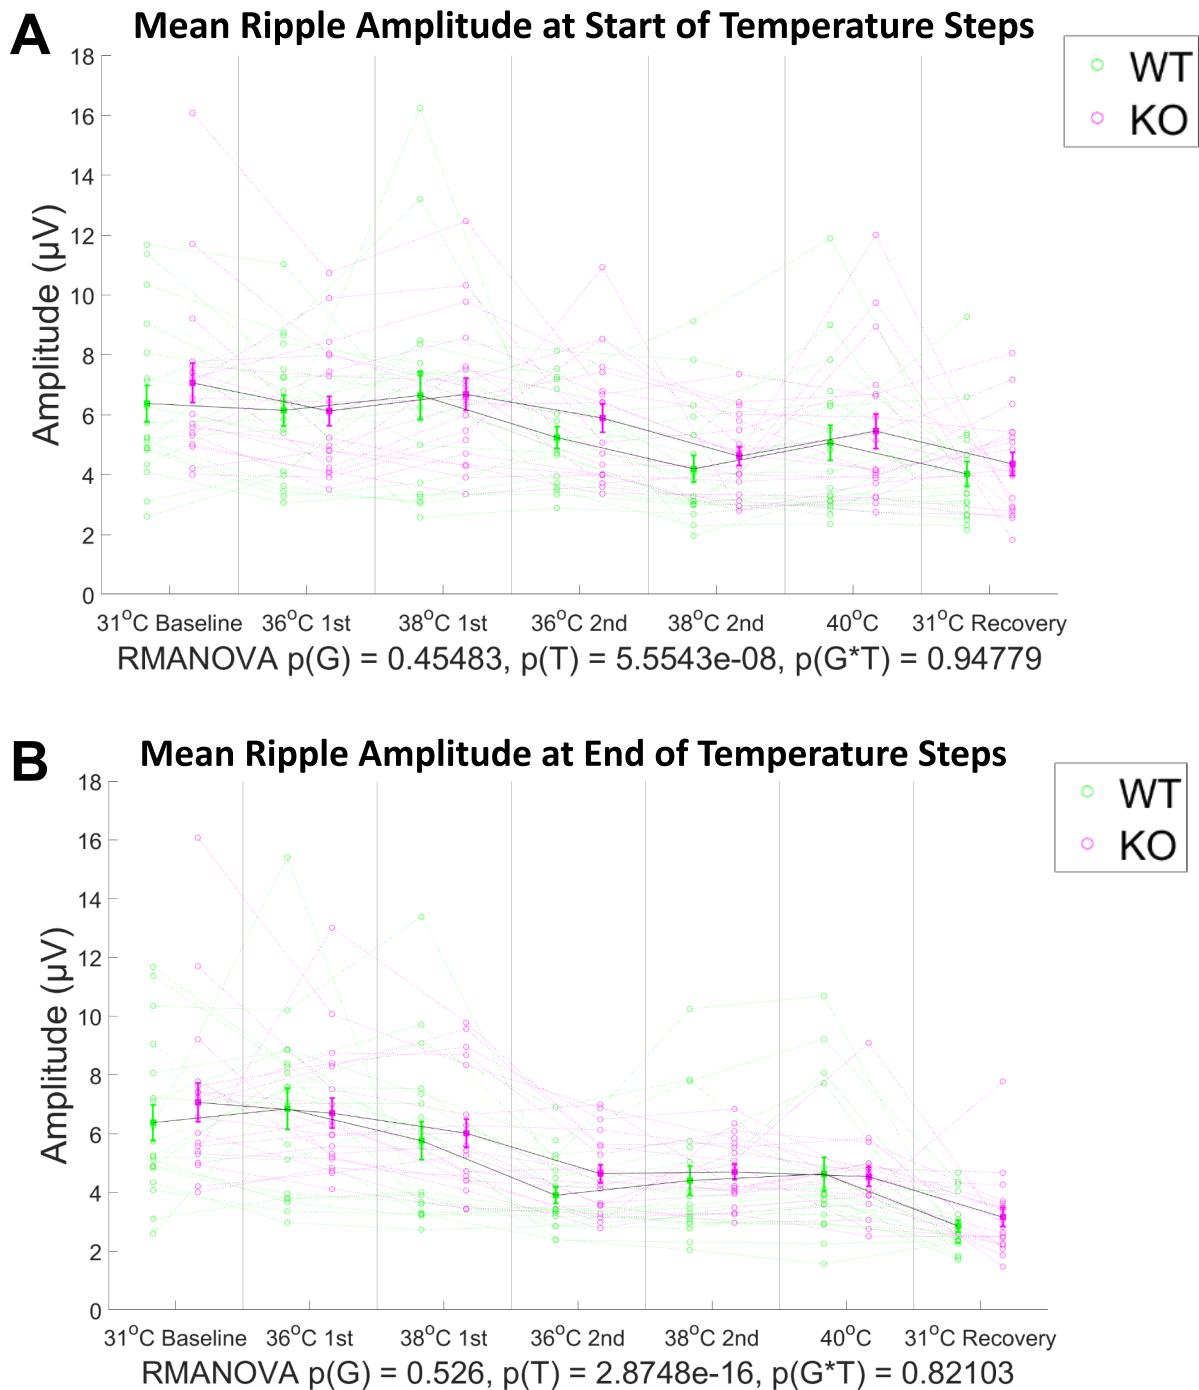 A
Mean Ripple Amplitude at Start of Temperature Steps
WT
KO
Amplitude (µV)
18
16
14
12
10
8
6
4
2
0
31°C Baseline 36°C 1st 38°C 1st 36°C 2nd 38°C 2nd 40°C 31°C Recovery
RMANOVA p(G) = 0.45483, p(T) = 5.5543e-08, p(G*T) = 0.94779
B
Mean Ripple Amplitude at End of Temperature Steps
WT
KO
Amplitude (µV)
18
16
14
12
10
8
6
4
2
0
31°C Baseline 36°C 1st 38°C 1st 36°C 2nd 38°C 2nd 40°C 31°C Recovery
RMANOVA p(G) = 0.526, p(T) = 2.8748e-16, p(G*T) = 0.82103